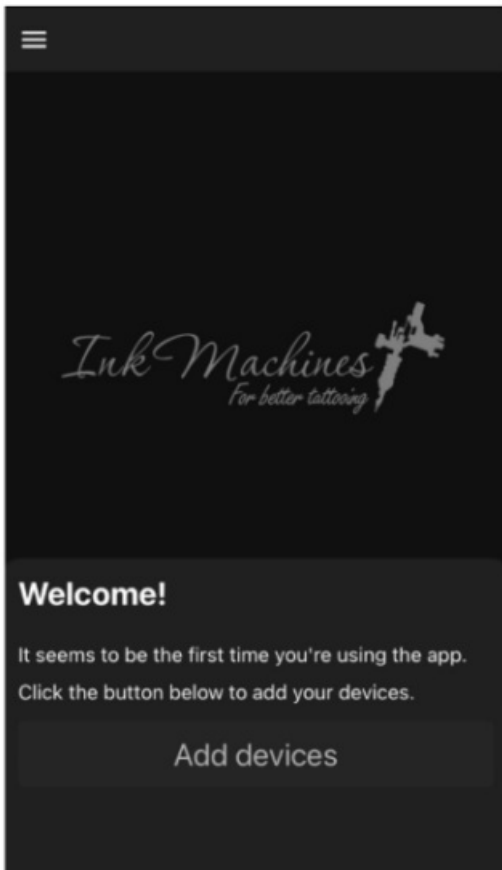 Ink Machines
For better tattooing
Welcome!
It seems to be the first time you're using the app.
Click the button below to add your devices.
Add devices